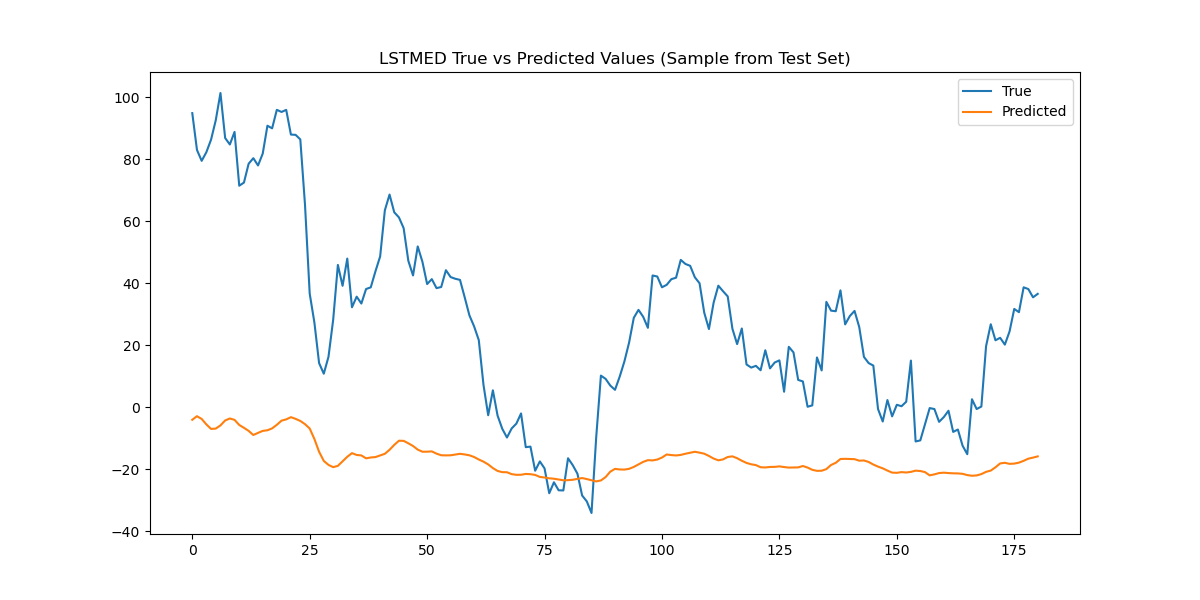 LSTMED True vs Predicted Values (Sample from Test Set)
True
Predicted
100
80
60
40
20
0
−20
−40
0 25 50 75 100 125 150 175